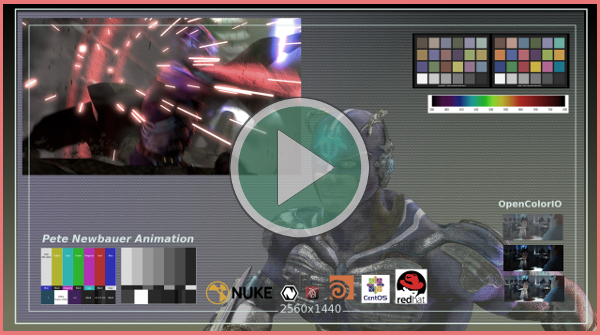 OpenColorIO
Pete Newbauer Animation
NUKE
CentOS
redhat
2560x1440